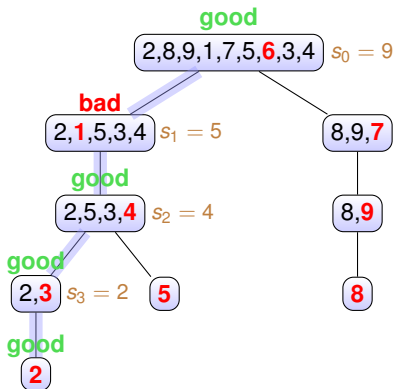 good
2,8,9,1,7,5,6,3,4 s₀ = 9
bad
2,1,5,3,4 s₁ = 5 8,9,7
good
2,5,3,4 s₂ = 4 8,9
good
2,3 s₃ = 2 5 8
good
2